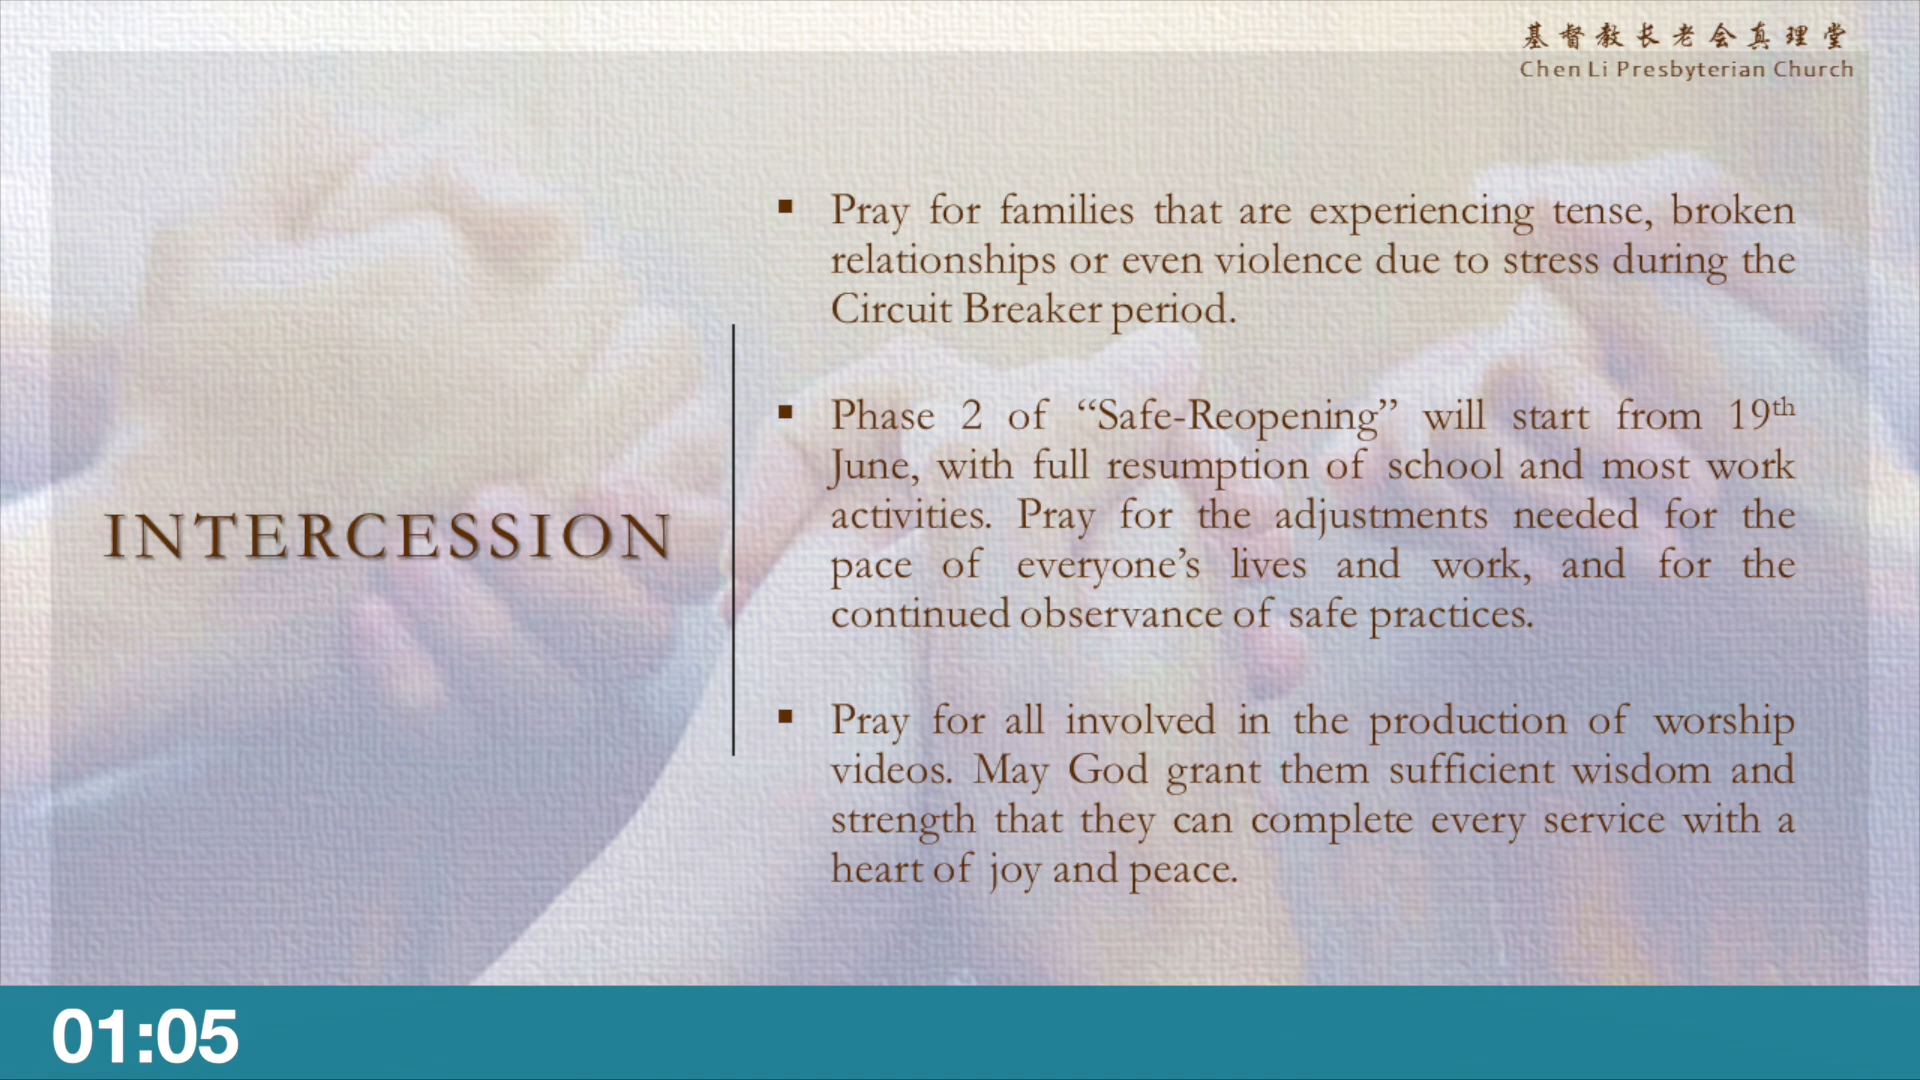 基督教长老会真理堂
Chen Li Presbyterian Church
INTERCESSION
▪ Pray for families that are experiencing tense, broken
relationships or even violence due to stress during the
Circuit Breaker period.
▪ Phase 2 of “Safe-Reopening” will start from 19th
June, with full resumption of school and most work
activities. Pray for the adjustments needed for the
pace of everyone’s lives and work, and for the
continued observance of safe practices.
▪ Pray for all involved in the production of worship
videos. May God grant them sufficient wisdom and
strength that they can complete every service with a
heart of joy and peace.
01:05